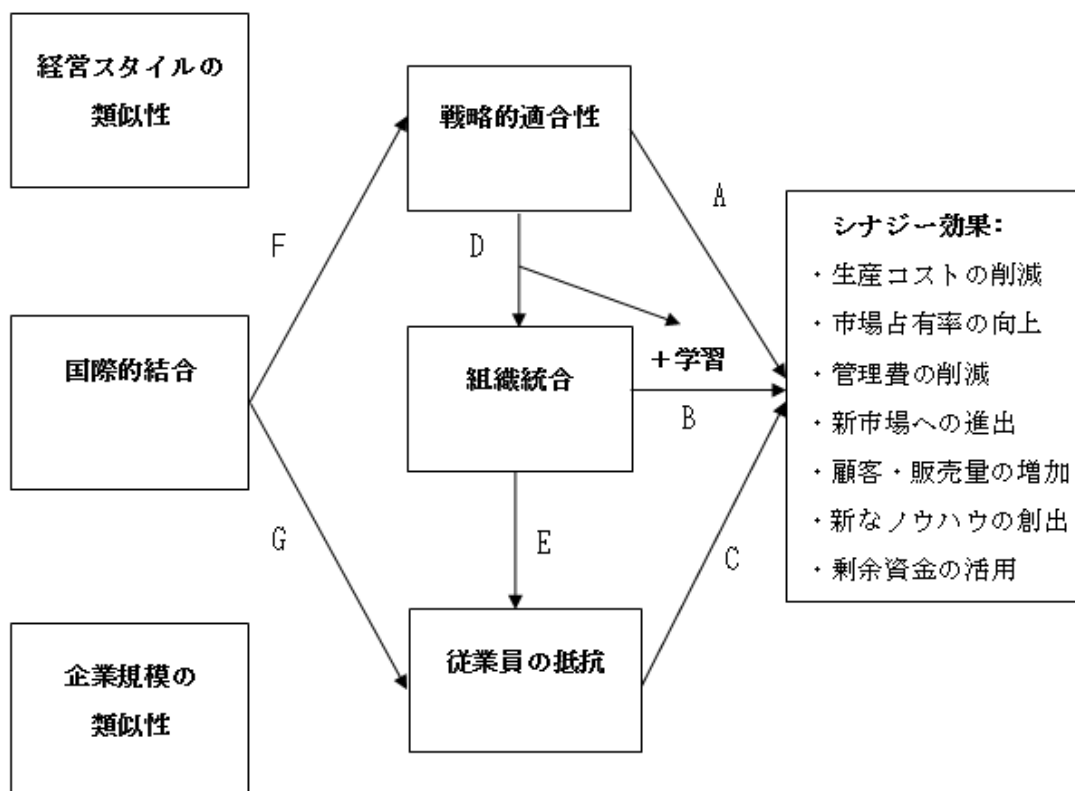 経営スタイルの
類似性
戦略的適合性
A
シナジー効果:
・生産コストの削減
・市場占有率の向上
・管理費の削減
・新市場への進出
・顧客・販売量の増加
・新なノウハウの創出
・剰余資金の活用
F
D
国際的結合
組織統合
+学習
B
G
E
C
企業規模の
類似性
従業員の抵抗